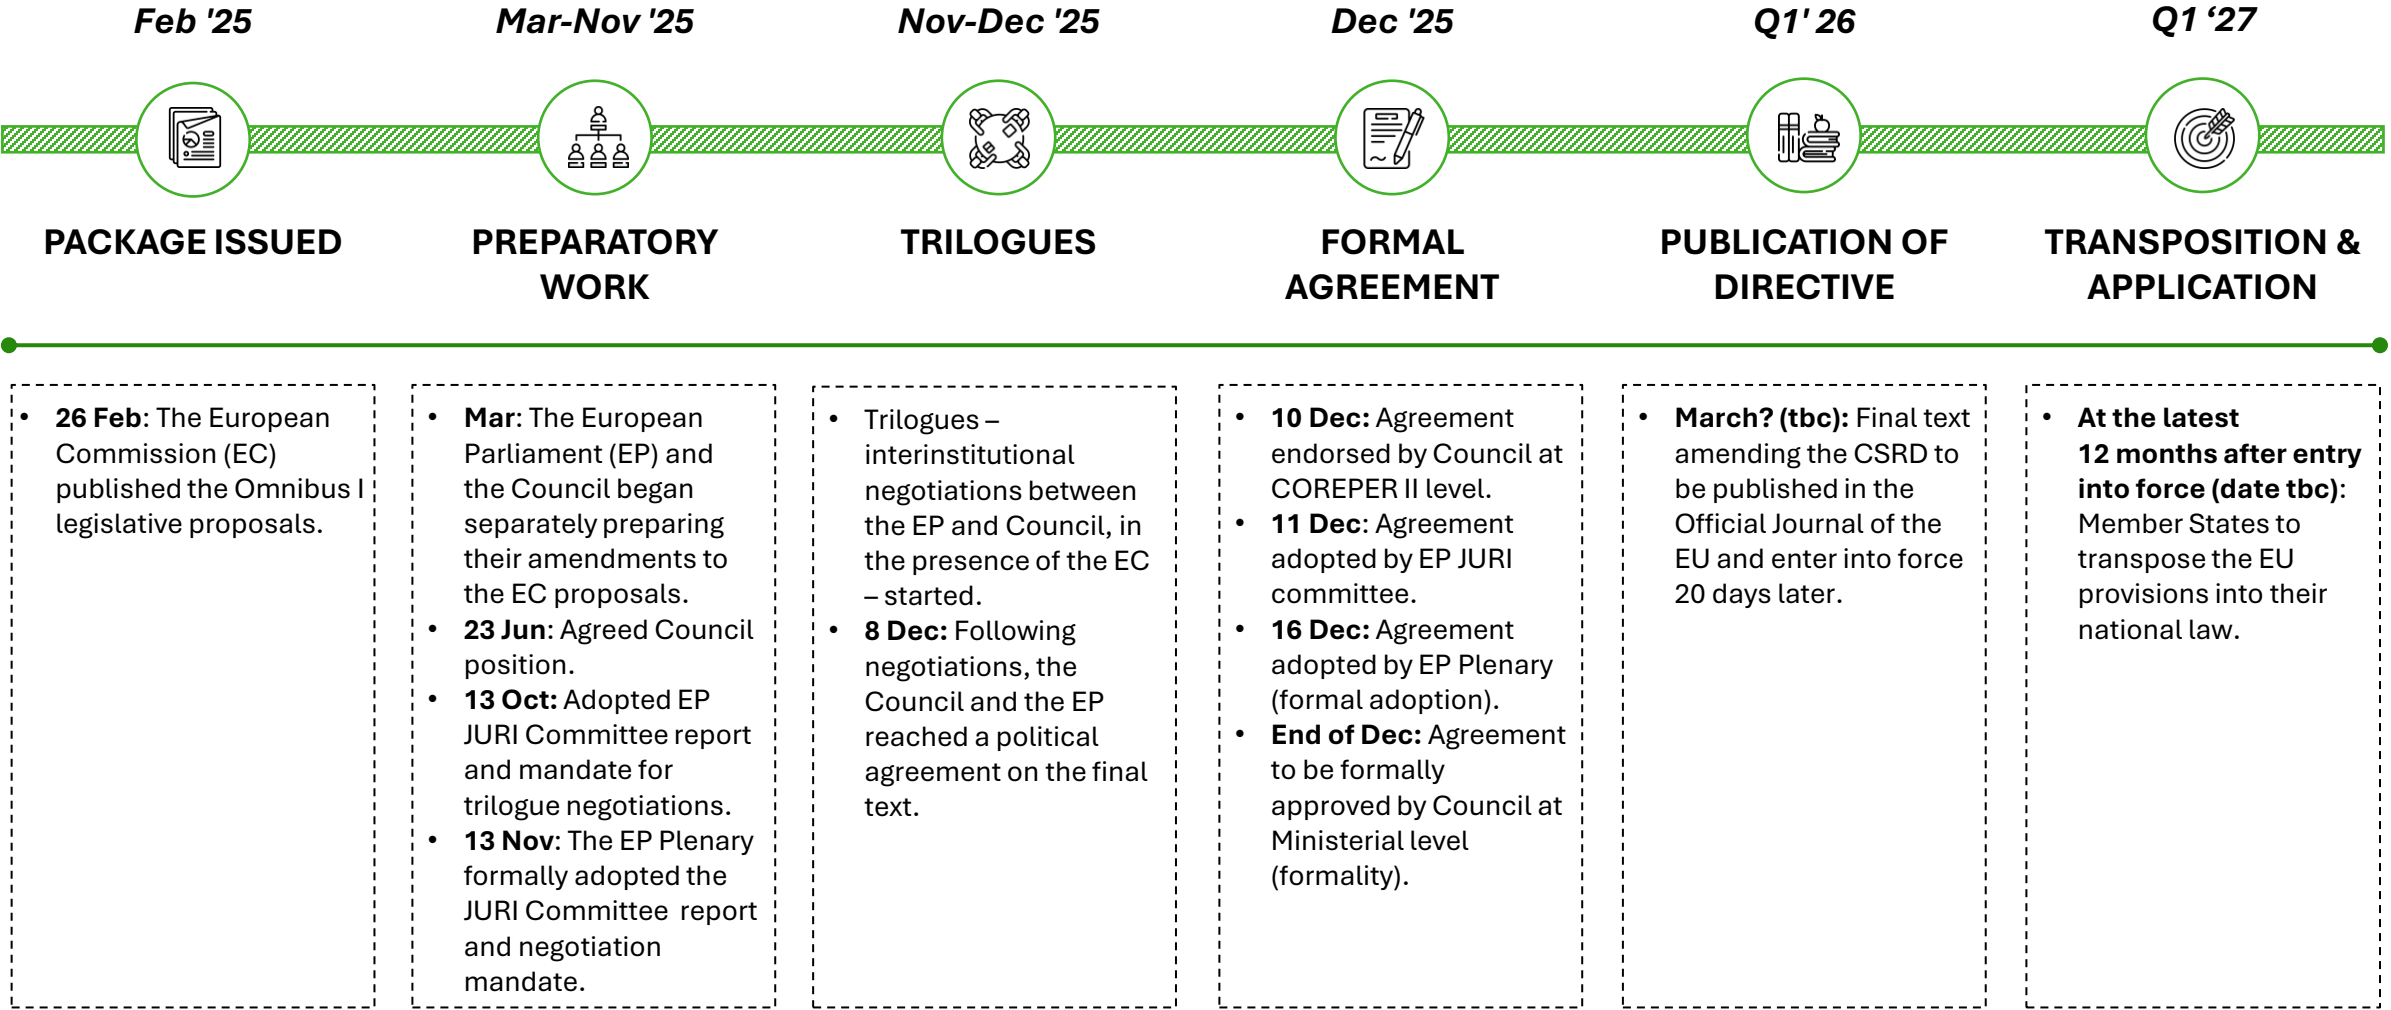 Feb '25
Mar-Nov '25
Nov-Dec '25
Dec '25
Q1' 26
Q1 ‘27
PACKAGE ISSUED
PREPARATORY
WORK
TRILOGUES
FORMAL
AGREEMENT
PUBLICATION OF
DIRECTIVE
TRANSPOSITION &
APPLICATION
• 26 Feb: The European
Commission (EC)
published the Omnibus I
legislative proposals.
• Mar: The European
Parliament (EP) and
the Council began
separately preparing
their amendments to
the EC proposals.
• 23 Jun: Agreed Council
position.
• 13 Oct: Adopted EP
JURI Committee report
and mandate for
trilogue negotiations.
• 13 Nov: The EP Plenary
formally adopted the
JURI Committee report
and negotiation
mandate.
• Trilogues –
interinstitutional
negotiations between
the EP and Council, in
the presence of the EC
– started.
• 8 Dec: Following
negotiations, the
Council and the EP
reached a political
agreement on the final
text.
• 10 Dec: Agreement
endorsed by Council at
COREPER II level.
• 11 Dec: Agreement
adopted by EP JURI
committee.
• 16 Dec: Agreement
adopted by EP Plenary
(formal adoption).
• End of Dec: Agreement
to be formally
approved by Council at
Ministerial level
(formality).
• March? (tbc): Final text
amending the CSRD to
be published in the
Official Journal of the
EU and enter into force
20 days later.
• At the latest
12 months after entry
into force (date tbc):
Member States to
transpose the EU
provisions into their
national law.